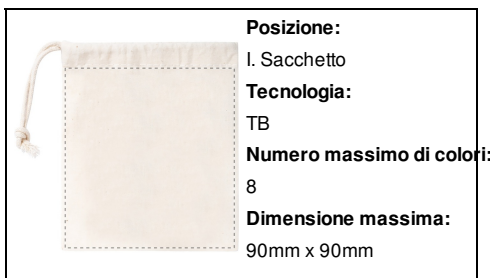 Posizione:
I. Sacchetto
Tecnologia:
TB
Numero massimo di colori:
8
Dimensione massima:
90mm x 90mm